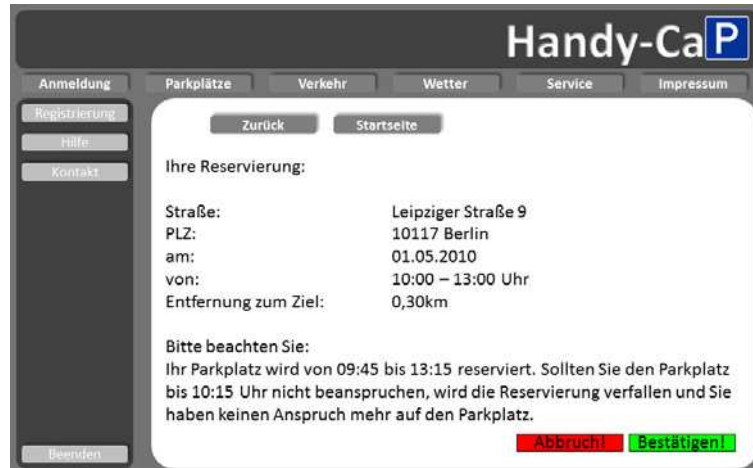 Handy-CaP
Anmeldung Parkplätze Verkehr Wetter Service Impressum
Registrierung
Hilfe
Kontakt
Zurück Startseite
Ihre Reservierung:
Straße: Leipziger Straße 9
PLZ: 10117 Berlin
am: 01.05.2010
von: 10:00 – 13:00 Uhr
Entfernung zum Ziel: 0,30km
Bitte beachten Sie:
Ihr Parkplatz wird von 09:45 bis 13:15 reserviert. Sollten Sie den Parkplatz
bis 10:15 Uhr nicht beanspruchen, wird die Reservierung verfallen und Sie
haben keinen Anspruch mehr auf den Parkplatz.
Abbruch! Bestätigen!
Beenden